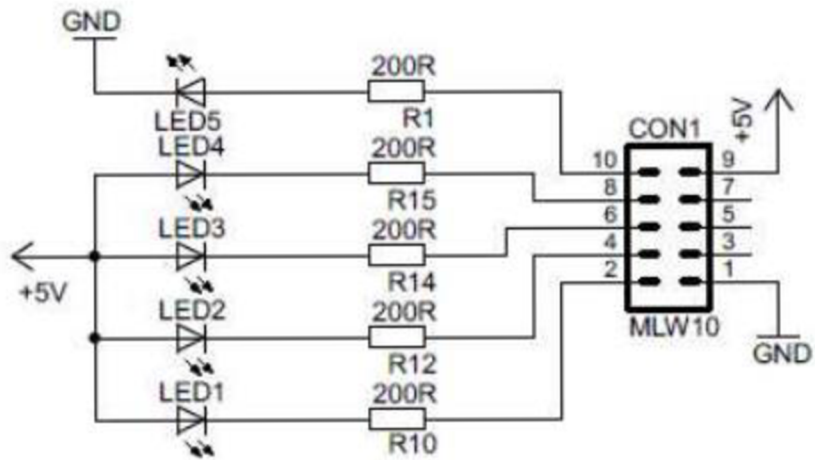 GND
200R
LED5
R1
LED4
200R
R15
LED3
200R
R14
+5V
LED2
200R
R12
LED1
200R
R10
CON1
+5V
10 9
8 7
6 5
4 3
2 1
MLW10
GND